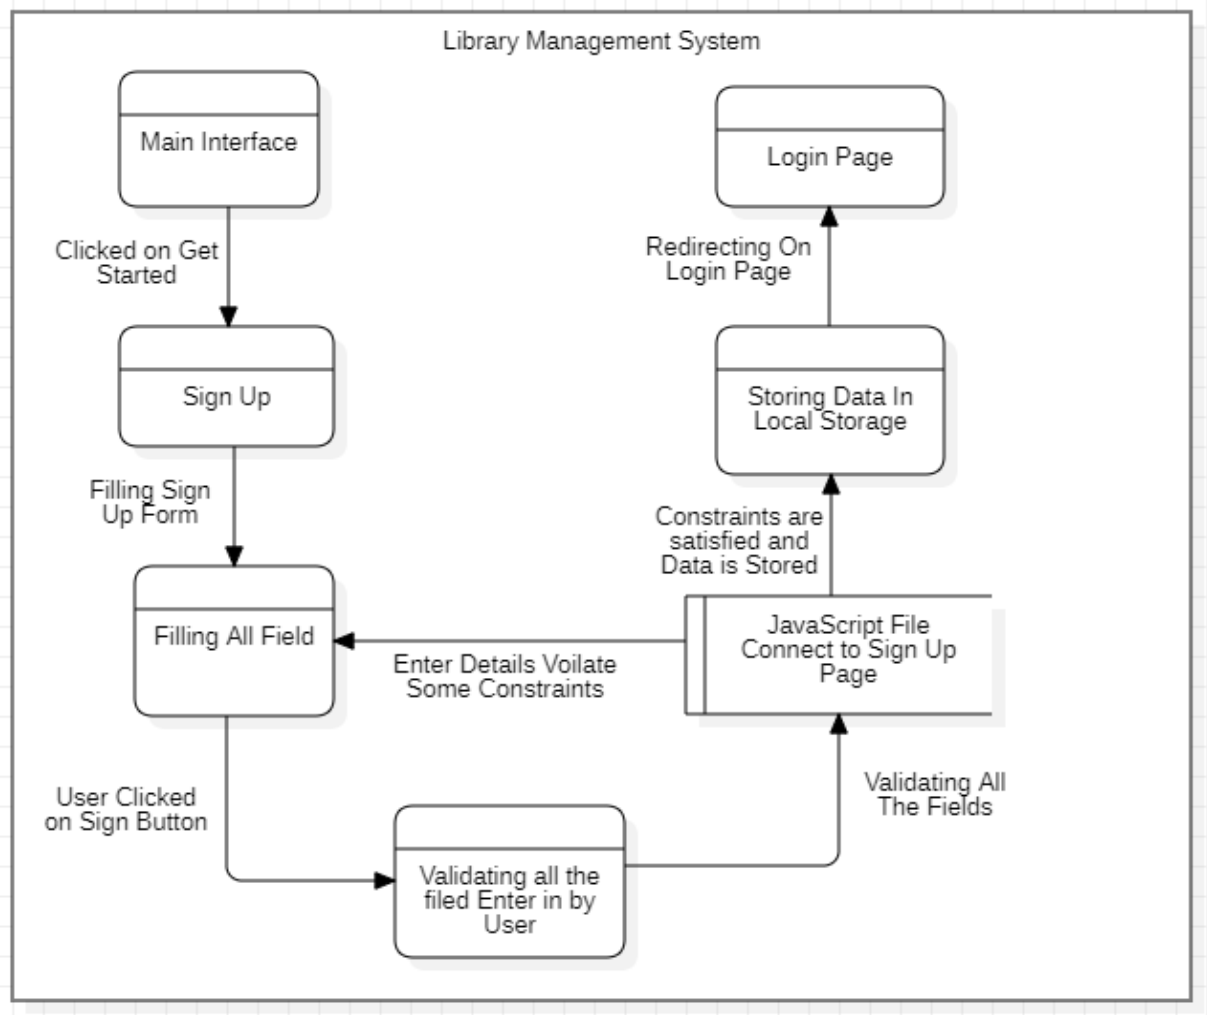 Library Management System
Main Interface
Login Page
Clicked on Get
Started
Redirecting On
Login Page
Sign Up
Storing Data In
Local Storage
Filling Sign
Up Form
Constraints are
satisfied and
Data is Stored
Filling All Field
JavaScript File
Connect to Sign Up
Page
Enter Details Voilate
Some Constraints
User Clicked
on Sign Button
Validating All
The Fields
Validating all the
filed Enter in by
User